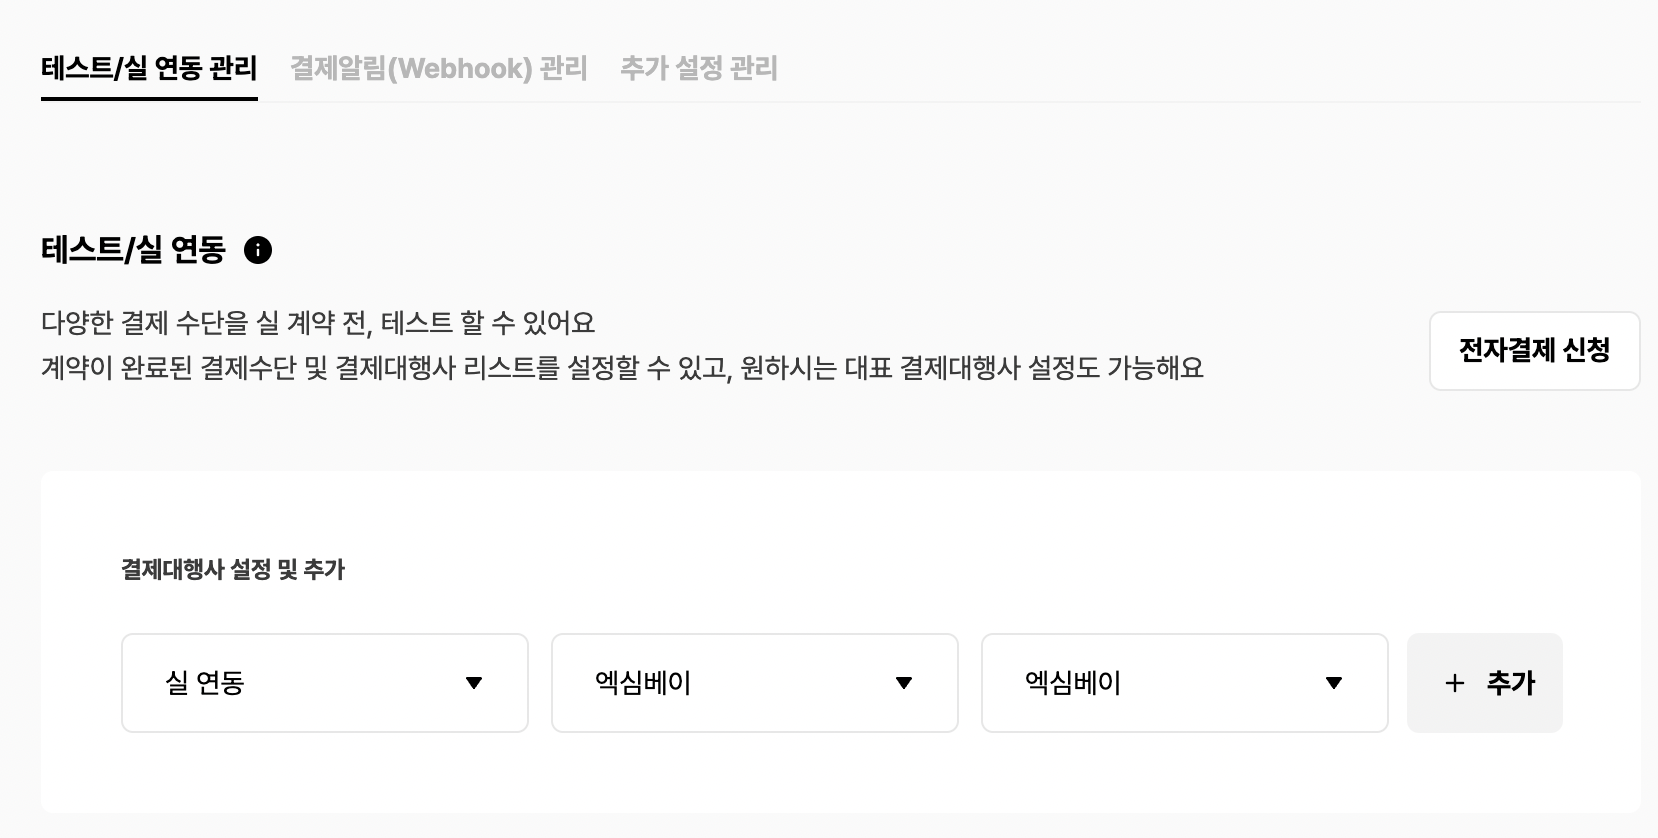 테스트/실 연동 관리 결제알림(Webhook) 관리 추가 설정 관리
테스트/실 연동
다양한 결제 수단을 실 계약 전, 테스트 할 수 있어요
계약이 완료된 결제수단 및 결제대행사 리스트를 설정할 수 있고, 원하시는 대표 결제대행사 설정도 가능해요
전자결제 신청
결제대행사 설정 및 추가
실 연동 엑심베이 엑심베이 + 추가